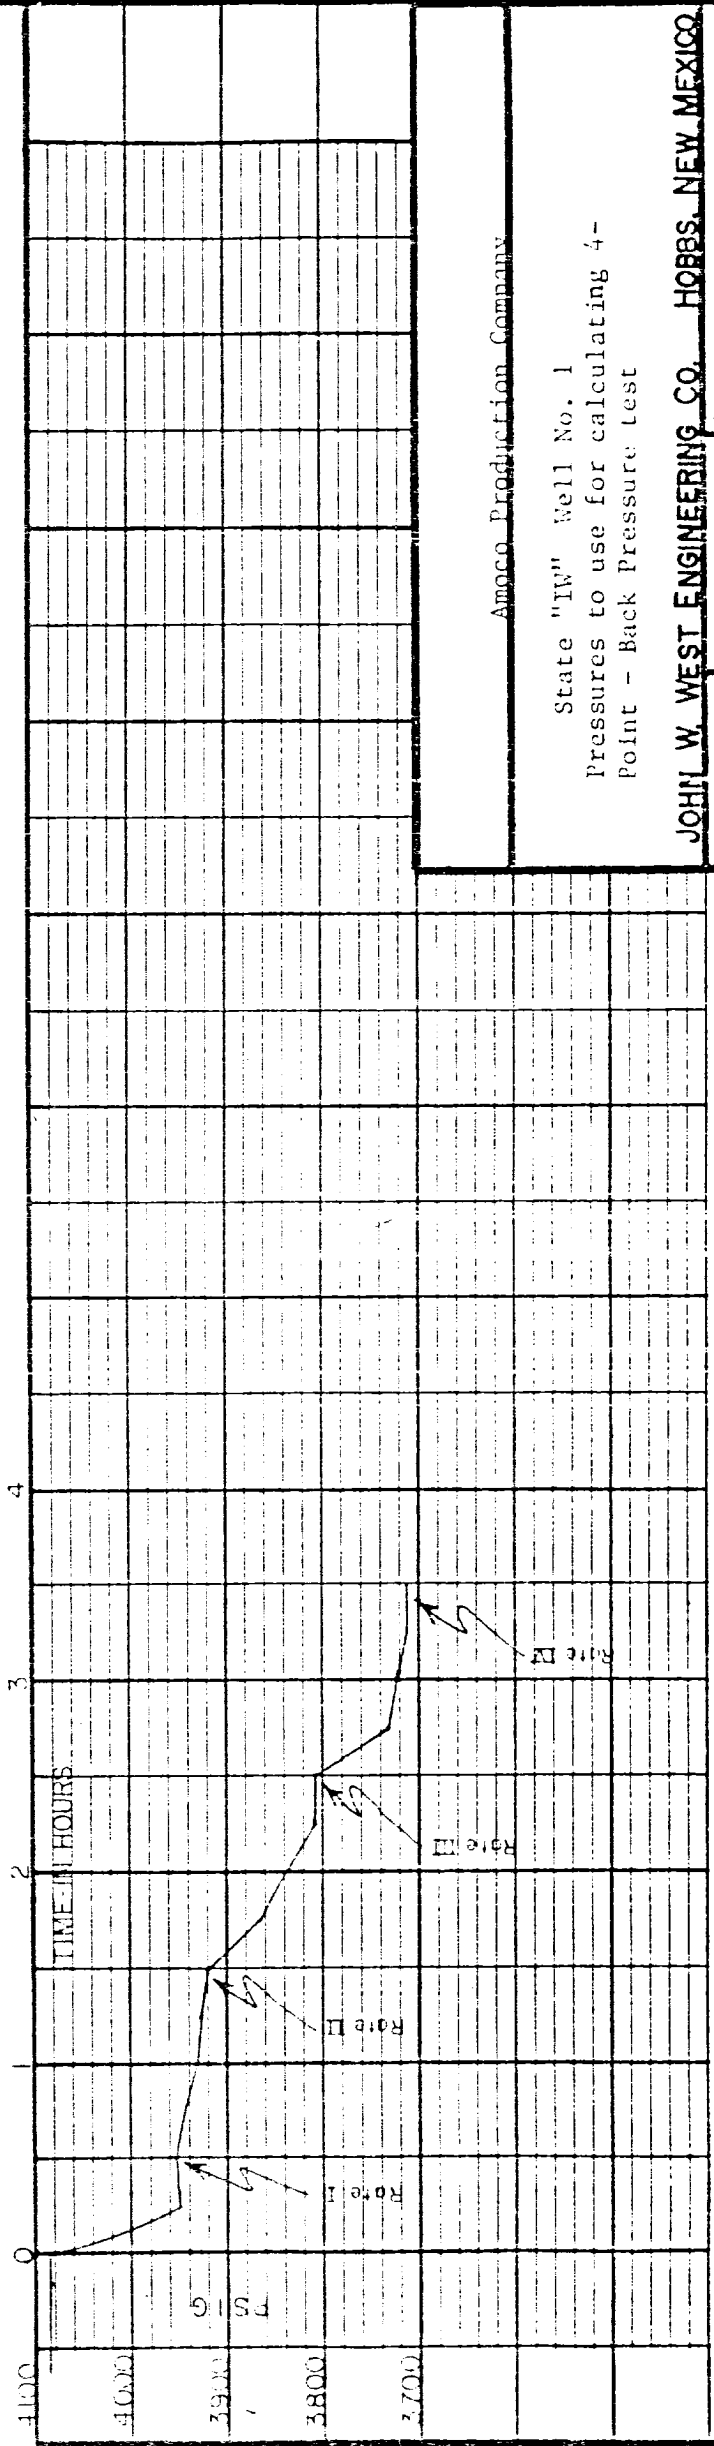 TIME IN HOURS
0 1 2 3 4
PSIG
4100
4000
3900
3800
3700
Rate I
Rate II
Rate III
Rate IV
Amoco Production Company
State "IW" Well No. 1
Pressures to use for calculating 4-
Point - Back Pressure test
JOHN W. WEST ENGINEERING CO. HOBBS, NEW MEXICO